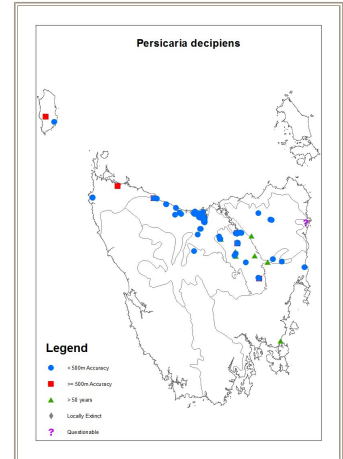 Persicaria decipiens
?
Legend
< 500m Accuracy
>= 500m Accuracy
> 50 years
Locally Extinct
? Questionable